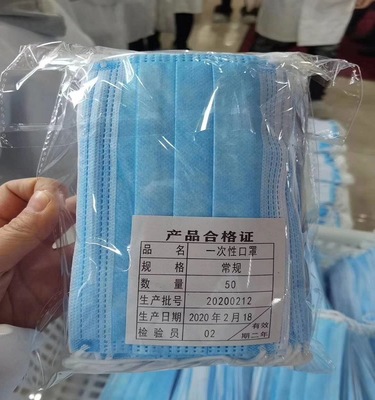 产品合格证
品 名 一次性口罩
规 格 常规
数 量 50
生产批号 20200212
生产日期 2020年2月18 有效
检验员 02 期二年